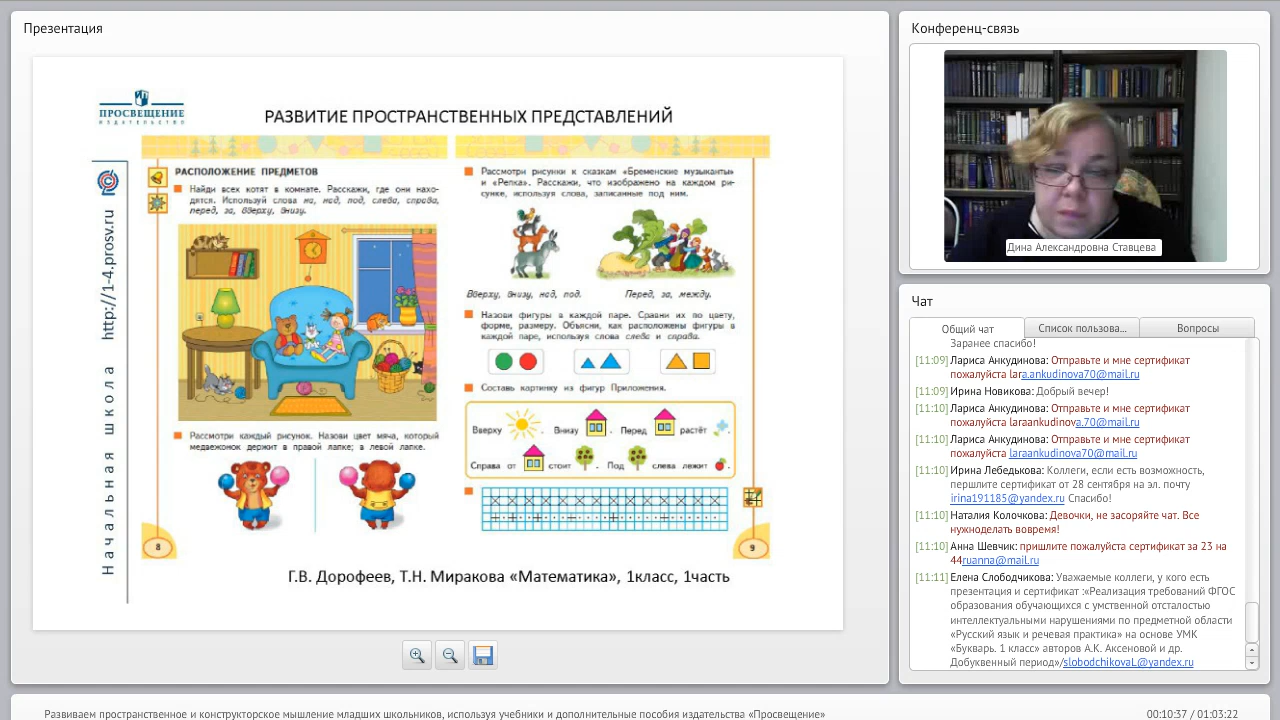 Презентация
ПРОСВЕЩЕНИЕ
ИЗДАТЕЛЬСТВО
РАЗВИТИЕ ПРОСТРАНСТВЕННЫХ ПРЕДСТАВЛЕНИЙ
Начальная школа http://1-4.prosv.ru
РАСПОЛОЖЕНИЕ ПРЕДМЕТОВ
Найди всех котят в комнате. Расскажи, где они нахо-
дятся. Используй слова на, над, под, слева, справа,
перед, за, вверху, внизу.
Рассмотри каждый рисунок. Назови цвет мяча, который
медвежонок держит в правой лапке; в левой лапке.
8
Рассмотри рисунки к сказкам «Бременские музыканты»
и «Репка». Расскажи, что изображено на каждом ри-
сунке, используя слова, записанные под ним.
Вверху, внизу, над, под.
Перед, за, между.
Назови фигуры в каждой паре. Сравни их по цвету,
форме, размеру. Объясни, как расположены фигуры в
каждой паре, используя слова слева и справа.
Составь картинку из фигур Приложения.
Вверху . Внизу . Перед растёт .
Справа от стоит . Под слева лежит .
9
Г.В. Дорофеев, Т.Н. Миракова «Математика», 1класс, 1часть
Конференц-связь
Дина Александровна Ставцева
Чат
Общий чат
Список пользова...
Вопросы
Заранее спасибо!
[11:09] Лариса Анкудинова: Отправьте и мне сертификат
пожалуйста lara.ankudinova70@mail.ru
[11:09] Ирина Новикова: Добрый вечер!
[11:10] Лариса Анкудинова: Отправьте и мне сертификат
пожалуйста laraankudinova.70@mail.ru
[11:10] Лариса Анкудинова: Отправьте и мне сертификат
пожалуйста laraankudinova70@mail.ru
[11:10] Ирина Лебедькова: Коллеги, если есть возможность,
першлите сертификат от 28 сентября на эл. почту
irina191185@yandex.ru Спасибо!
[11:10] Наталия Колочкова: Девочки, не засоряйте чат. Все
нужноделать вовремя!
[11:10] Анна Шевчик: пришлите пожалуйста сертификат за 23 на
44ruanna@mail.ru
[11:11] Елена Слободчикова: Уважаемые коллеги, у кого есть
презентация и сертификат :«Реализация требований ФГОС
образования обучающихся с умственной отсталостью
интеллектуальными нарушениями по предметной области
«Русский язык и речевая практика» на основе УМК
«Букварь. 1 класс» авторов А.К. Аксеновой и др.
Добуквенный период»/slobodchikovaL@yandex.ru
Развиваем пространственное и конструкторское мышление младших школьников, используя учебники и дополнительные пособия издательства «Просвещение»
00:10:37 / 01:03:22